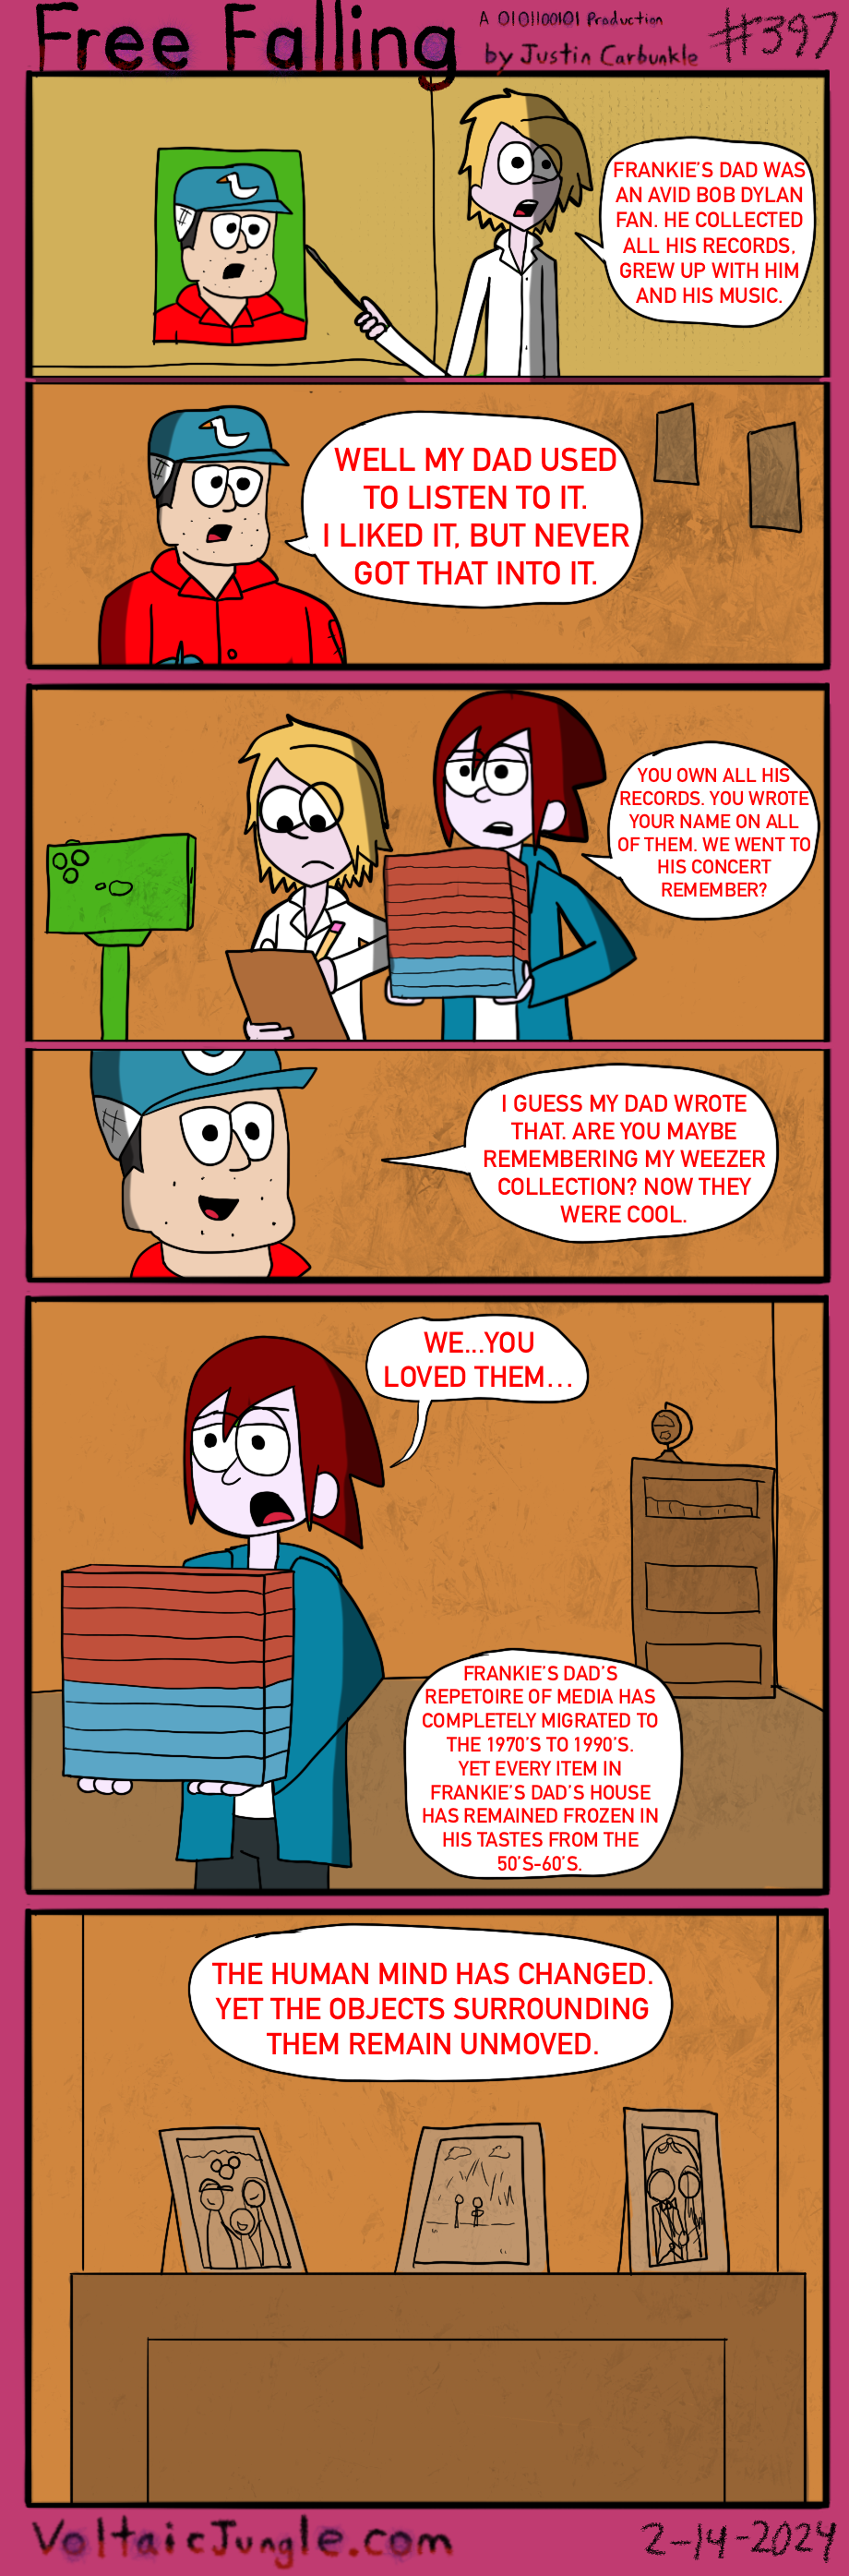 Free Falling
A 0101100101 Production
by Justin Carbunkle
#397
FRANKIE'S DAD WAS
AN AVID BOB DYLAN
FAN. HE COLLECTED
ALL HIS RECORDS,
GREW UP WITH HIM
AND HIS MUSIC.
WELL MY DAD USED
TO LISTEN TO IT.
I LIKED IT, BUT NEVER
GOT THAT INTO IT.
YOU OWN ALL HIS
RECORDS. YOU WROTE
YOUR NAME ON ALL
OF THEM. WE WENT TO
HIS CONCERT
REMEMBER?
I GUESS MY DAD WROTE
THAT. ARE YOU MAYBE
REMEMBERING MY WEEZER
COLLECTION? NOW THEY
WERE COOL.
WE...YOU
LOVED THEM...
FRANKIE'S DAD'S
REPETOIRE OF MEDIA HAS
COMPLETELY MIGRATED TO
THE 1970'S TO 1990'S.
YET EVERY ITEM IN
FRANKIE'S DAD'S HOUSE
HAS REMAINED FROZEN IN
HIS TASTES FROM THE
50'S-60'S.
THE HUMAN MIND HAS CHANGED.
YET THE OBJECTS SURROUNDING
THEM REMAIN UNMOVED.
VoltaicJungle.com
2-14-2024